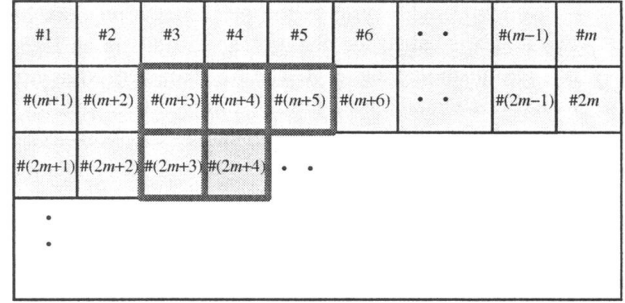 #1 #2 #3 #4 #5 #6 · · #(m−1) #m
#(m+1) #(m+2) #(m+3) #(m+4) #(m+5) #(m+6) · · #(2m−1) #2m
#(2m+1) #(2m+2) #(2m+3) #(2m+4) · ·
·
·